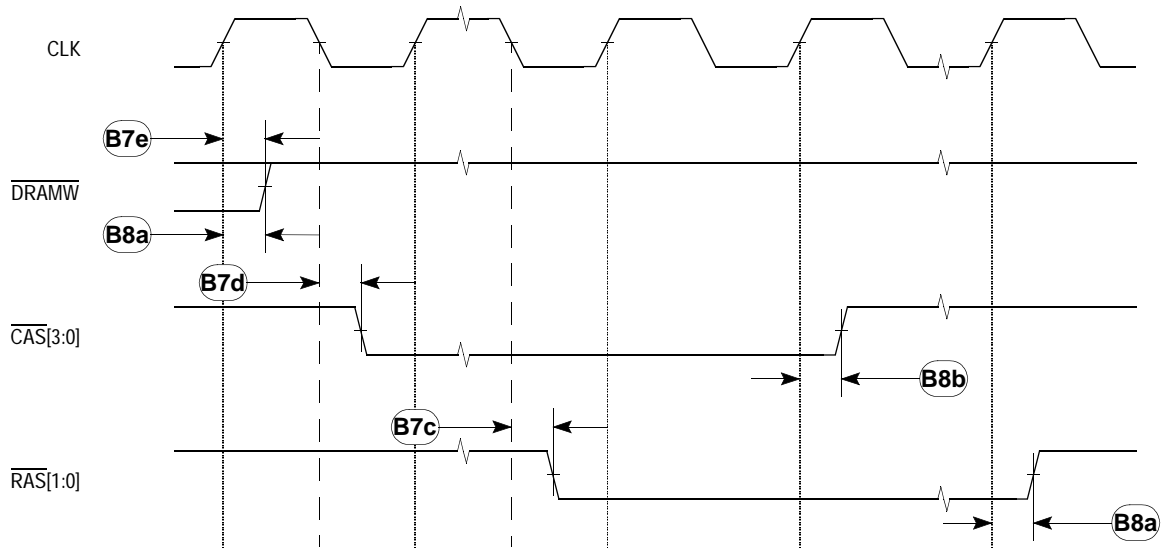 CLK
B7e
DRAMW
B8a
B7d
CAS[3:0]
B8b
B7c
RAS[1:0]
B8a